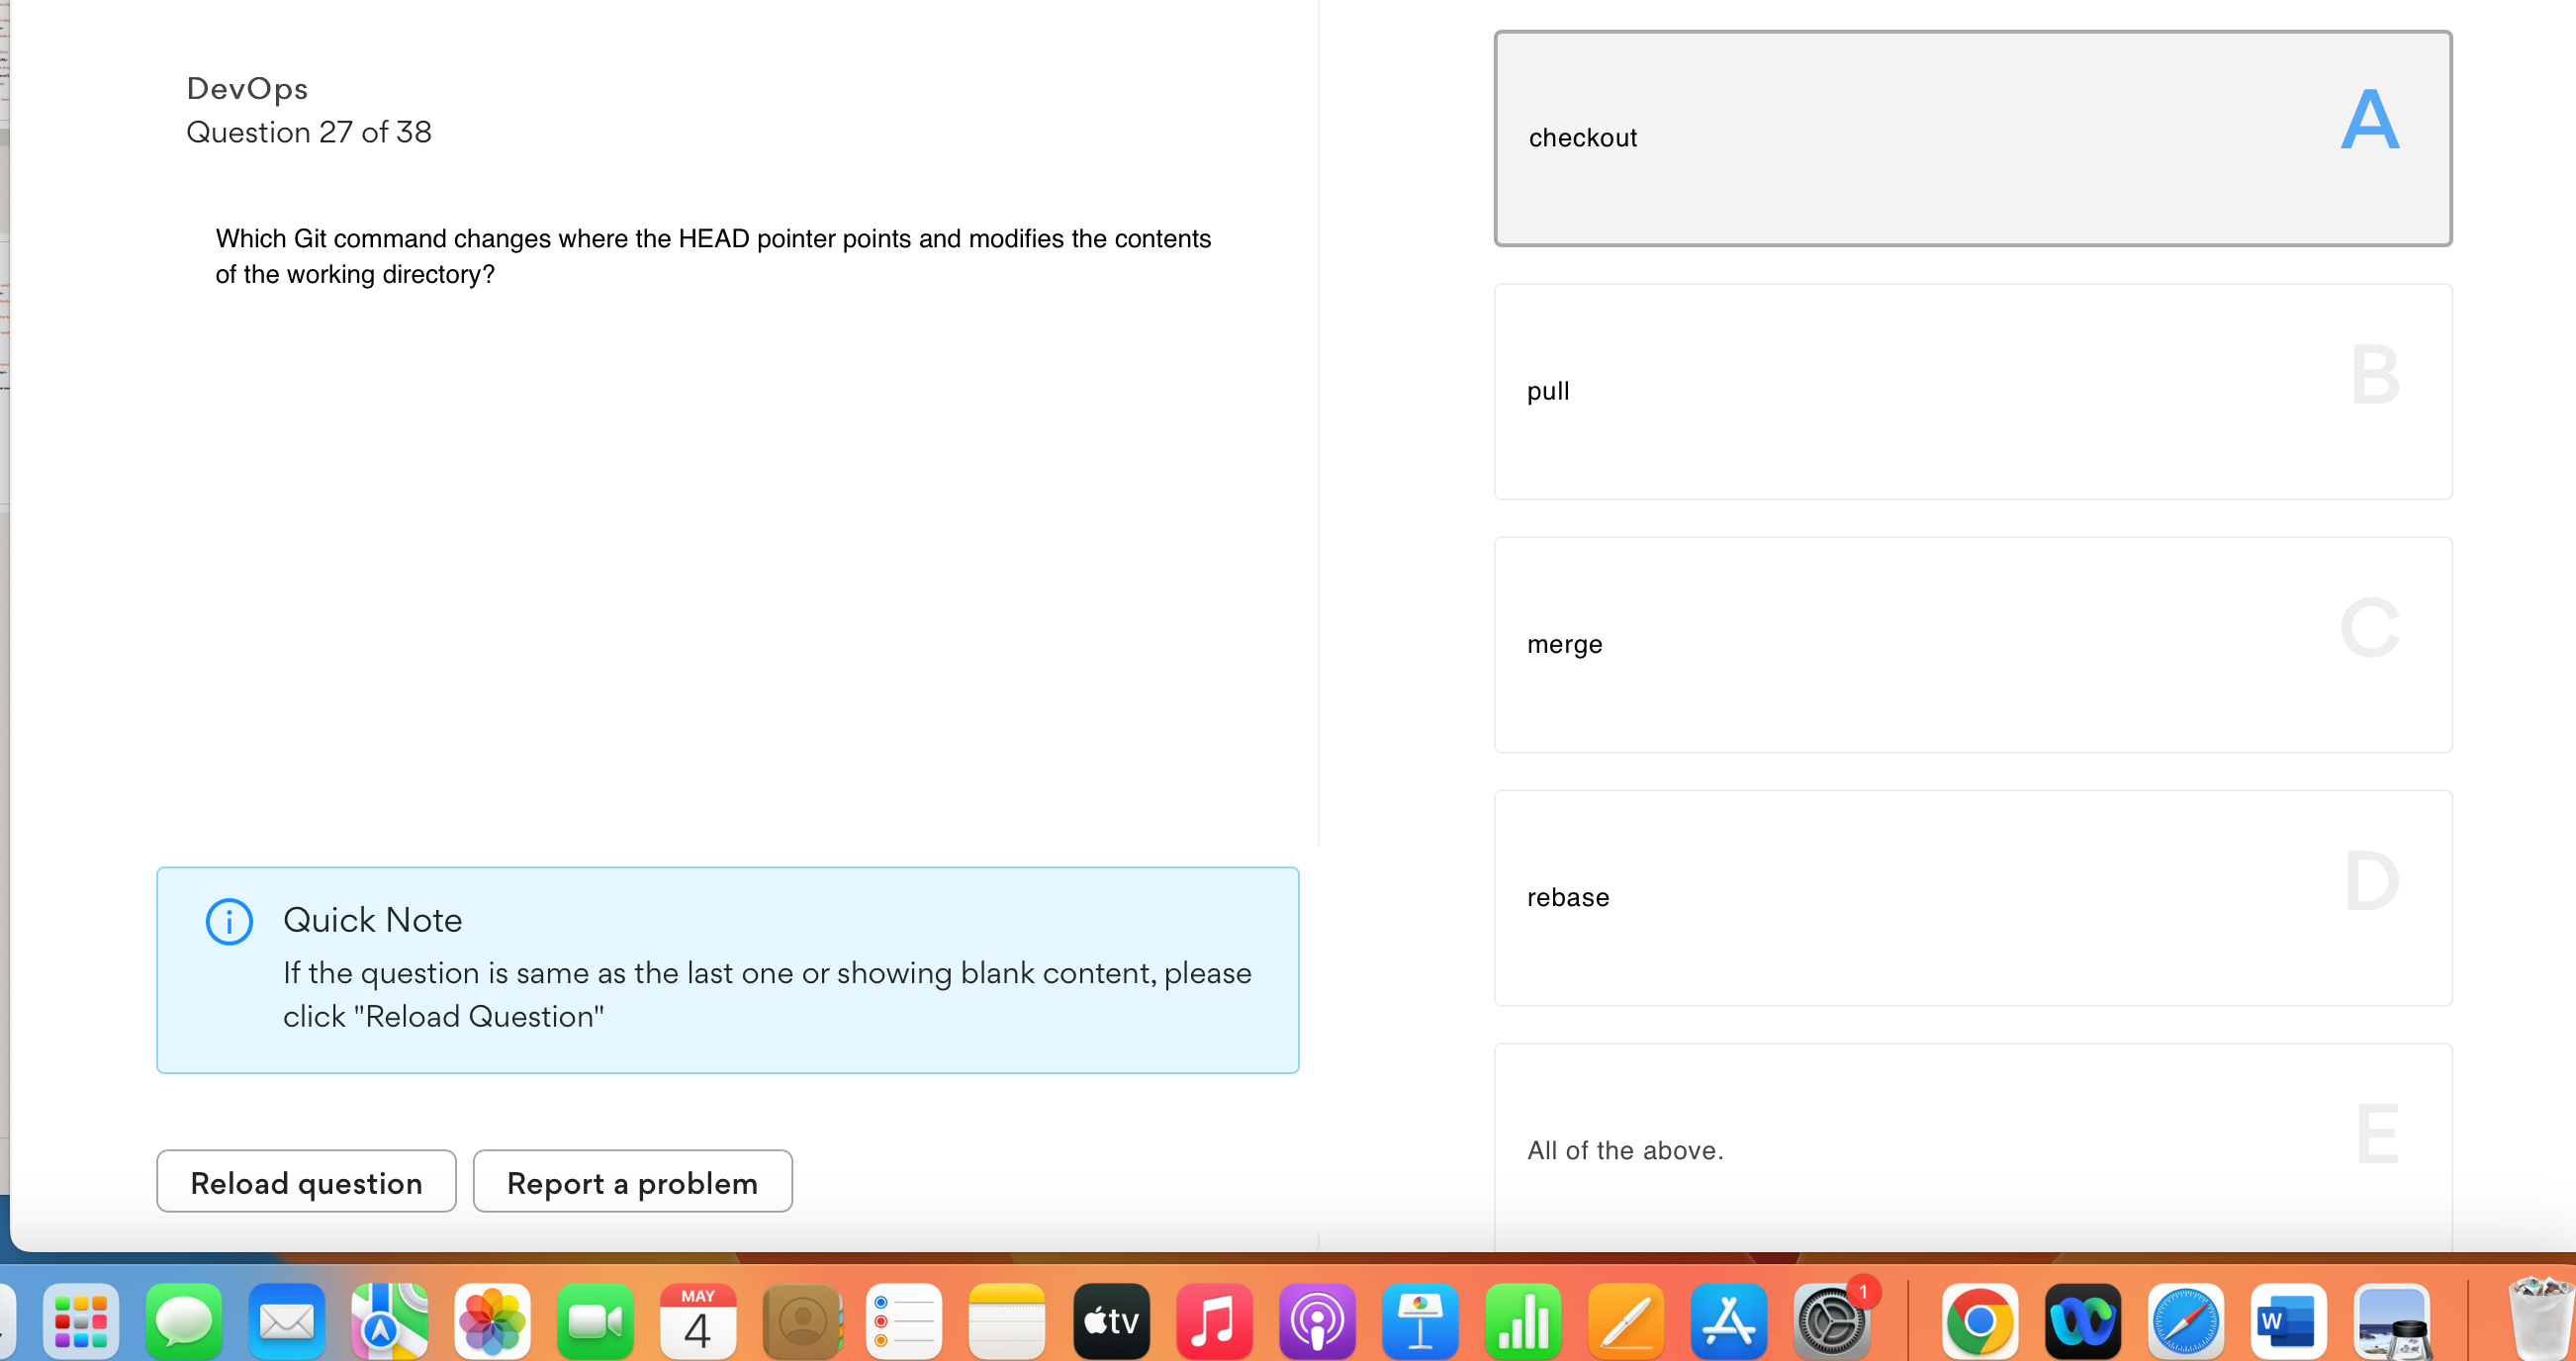 DevOps
Question 27 of 38
Which Git command changes where the HEAD pointer points and modifies the contents
of the working directory?
checkout
A
pull
B
merge
C
rebase
D
All of the above.
E
Quick Note
If the question is same as the last one or showing blank content, please
click "Reload Question"
Reload question
Report a problem
MAY
4
tv
1
W